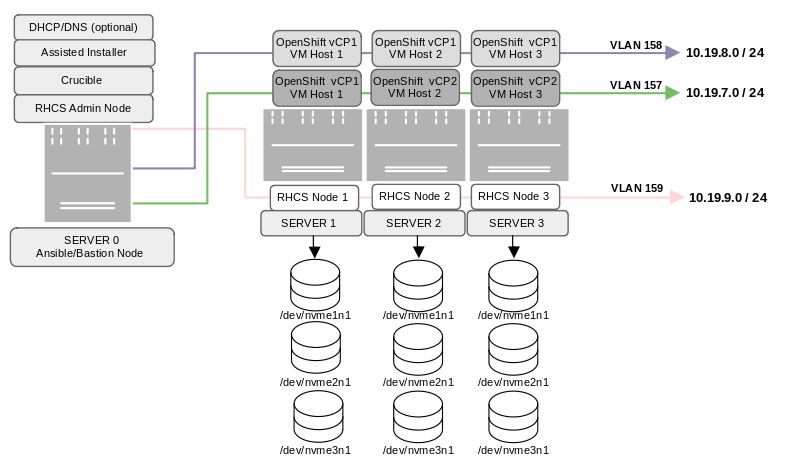 DHCP/DNS (optional)
Assisted Installer
Crucible
RHCS Admin Node
SERVER 0
Ansible/Bastion Node
OpenShift vCP1
VM Host 1
OpenShift vCP1
VM Host 2
OpenShift vCP1
VM Host 3
VLAN 158
10.19.8.0 / 24
OpenShift vCP1
VM Host 1
OpenShift vCP2
VM Host 2
OpenShift vCP2
VM Host 3
VLAN 157
10.19.7.0 / 24
RHCS Node 1
RHCS Node 2
RHCS Node 3
VLAN 159
10.19.9.0 / 24
SERVER 1
SERVER 2
SERVER 3
/dev/nvme1n1
/dev/nvme1n1
/dev/nvme1n1
/dev/nvme2n1
/dev/nvme2n1
/dev/nvme2n1
/dev/nvme3n1
/dev/nvme3n1
/dev/nvme3n1